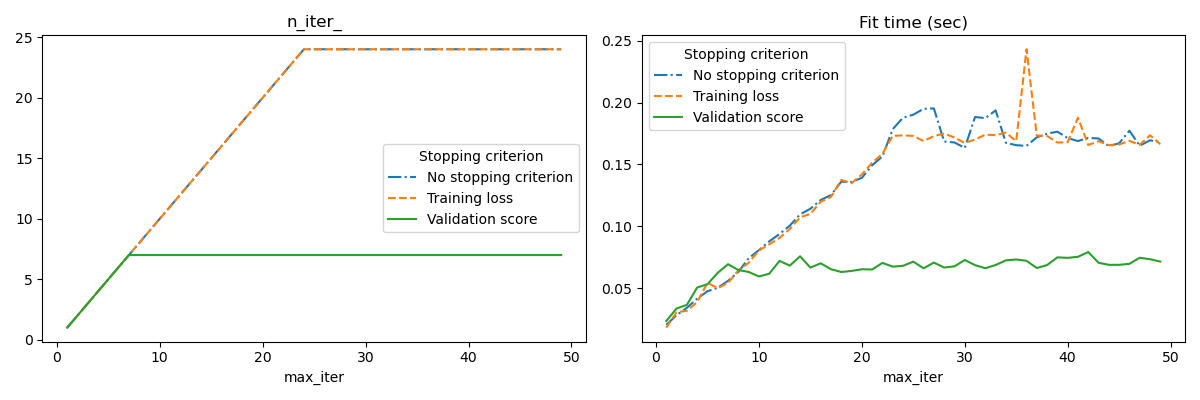 n_iter_
25
20
15
10
5
0
Stopping criterion
No stopping criterion
Training loss
Validation score
0 10 20 30 40 50
max_iter
Fit time (sec)
0.25
0.20
0.15
0.10
0.05
Stopping criterion
No stopping criterion
Training loss
Validation score
0 10 20 30 40 50
max_iter